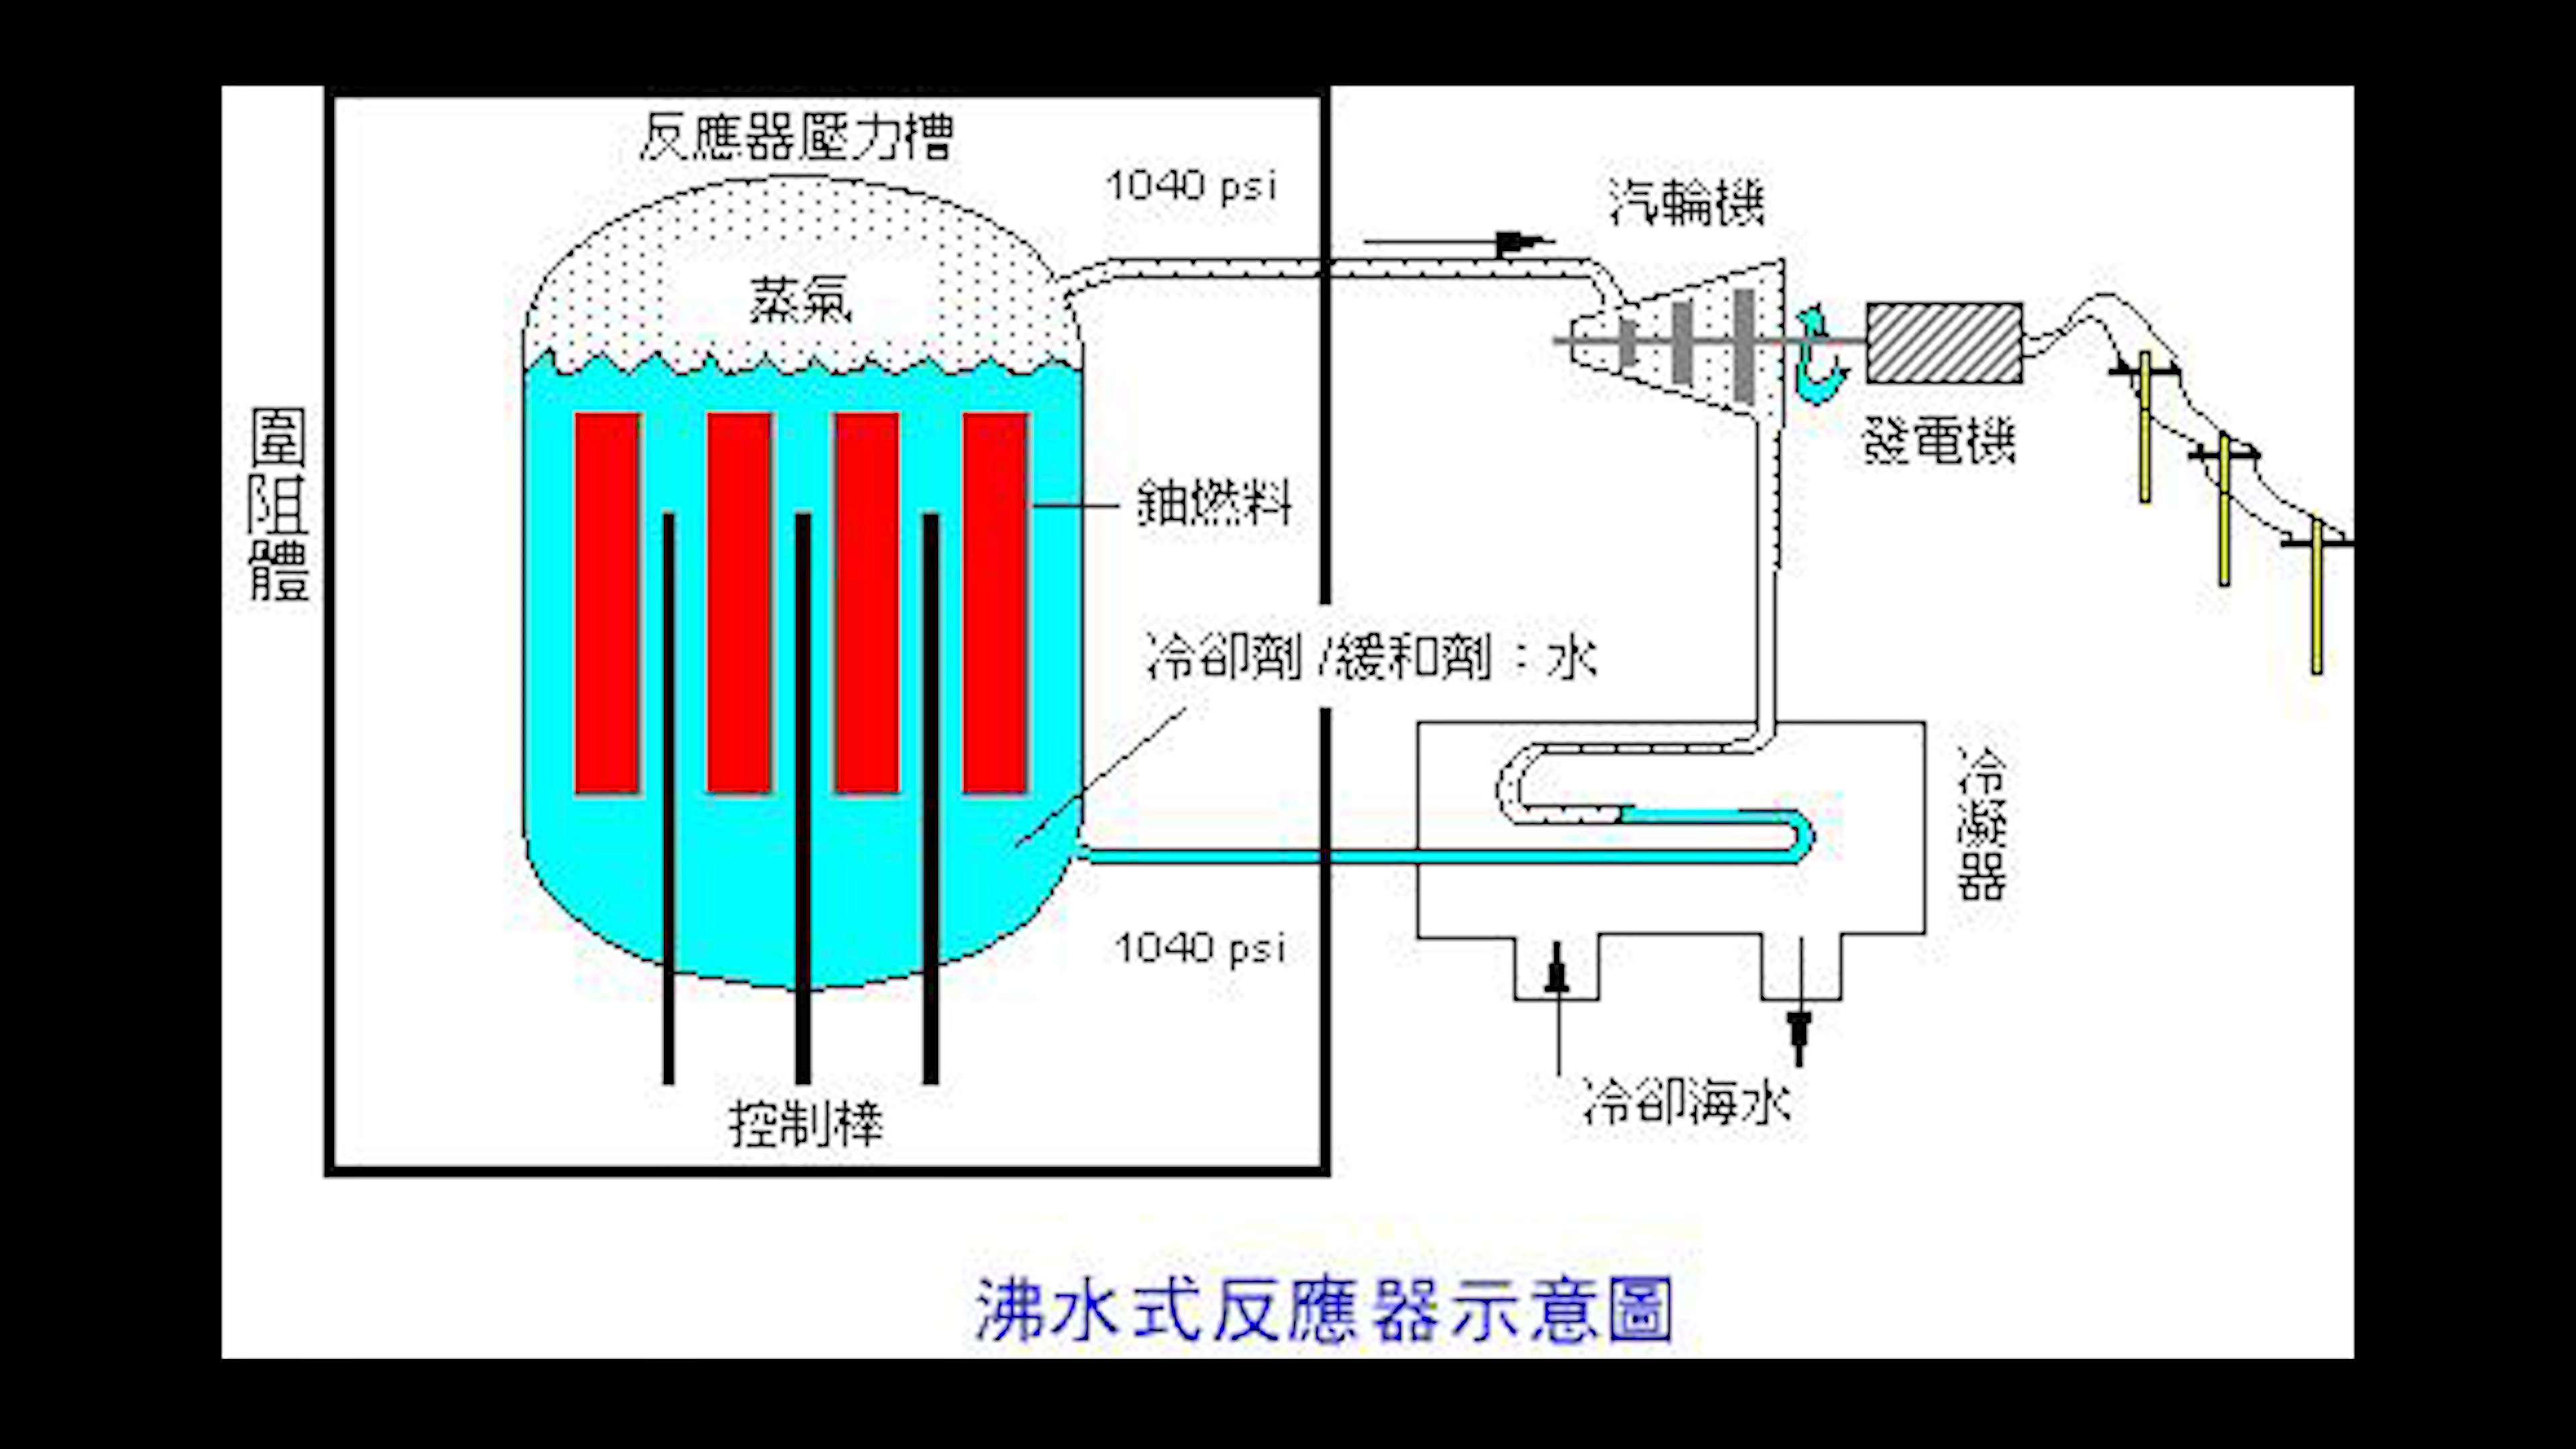 反應器壓力槽
1040 psi
汽輪機
蒸氣
圍阻體
發電機
鈾燃料
冷卻劑/緩和劑：水
冷凝器
1040 psi
冷卻海水
控制棒
沸水式反應器示意圖